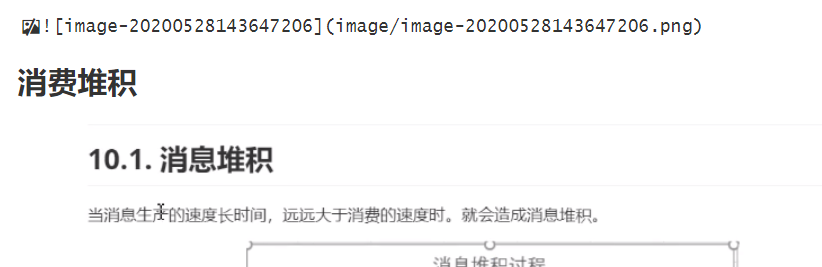 ![image-20200528143647206](image/image-20200528143647206.png)
消费堆积
10.1. 消息堆积
当消息生产的速度长时间，远远大于消费的速度时。就会造成消息堆积。
消息堆积过程